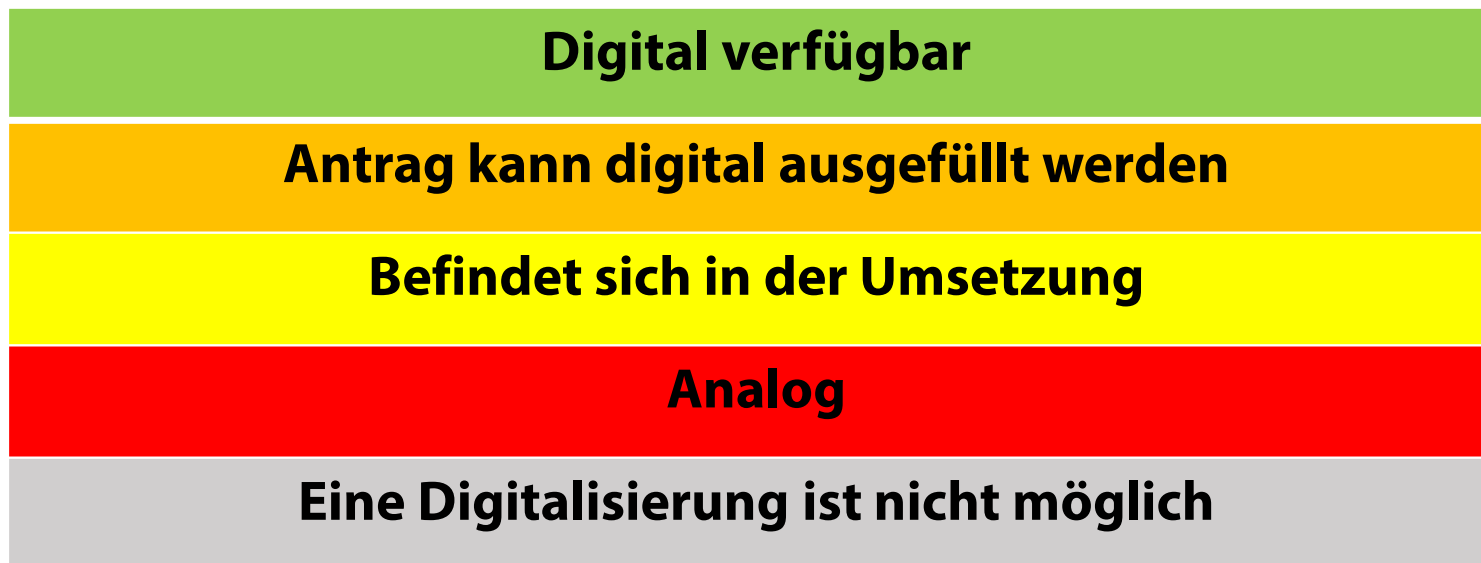 Digital verfügbar
Antrag kann digital ausgefüllt werden
Befindet sich in der Umsetzung
Analog
Eine Digitalisierung ist nicht möglich